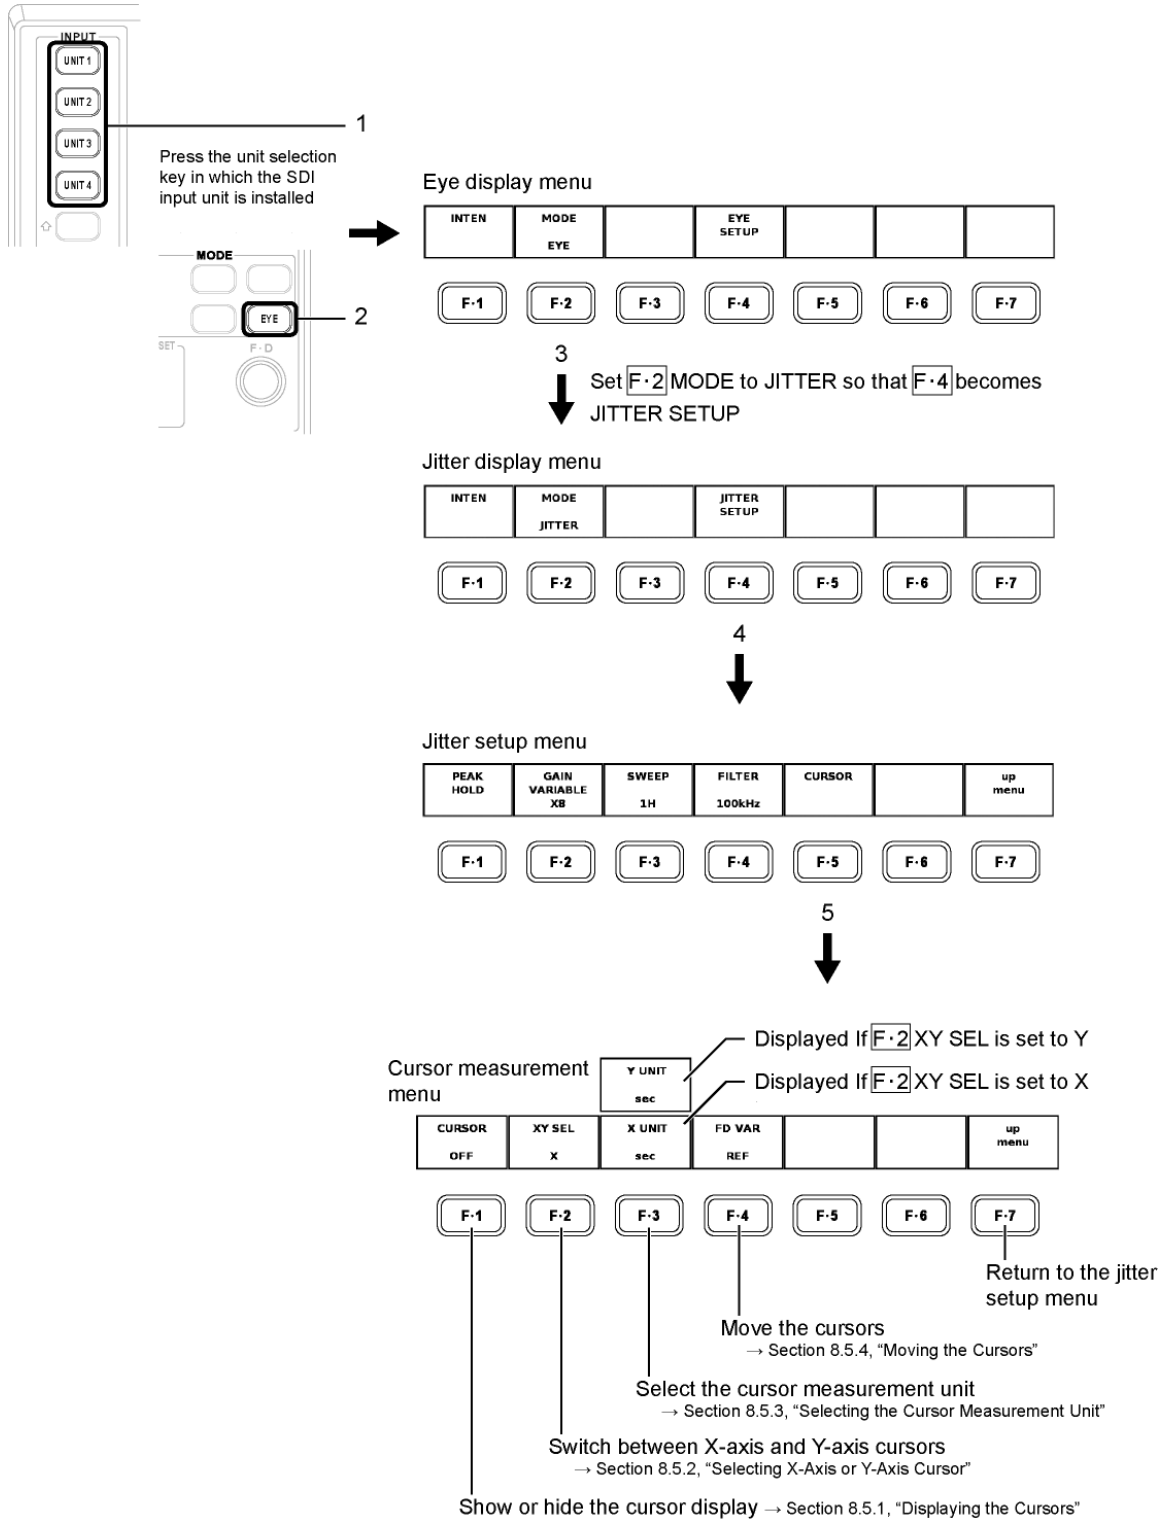 INPUT
UNIT 1
UNIT 2
UNIT 3
UNIT 4
1
Press the unit selection
key in which the SDI
input unit is installed
MODE
EYE
2
SET
F·D
Eye display menu
INTEN MODE EYE
EYE SETUP
F·1 F·2 F·3 F·4 F·5 F·6 F·7
3
Set F·2 MODE to JITTER so that F·4 becomes
JITTER SETUP
Jitter display menu
INTEN MODE JITTER
JITTER SETUP
F·1 F·2 F·3 F·4 F·5 F·6 F·7
4
Jitter setup menu
PEAK GAIN SWEEP FILTER CURSOR up
HOLD VARIABLE menu
X8 1H 100kHz
F·1 F·2 F·3 F·4 F·5 F·6 F·7
5
Displayed If F·2 XY SEL is set to Y
Cursor measurement
menu
Y UNIT
sec
Displayed If F·2 XY SEL is set to X
CURSOR XY SEL X UNIT FD VAR up
menu
OFF X sec REF
F·1 F·2 F·3 F·4 F·5 F·6 F·7
Return to the jitter
setup menu
Move the cursors
→ Section 8.5.4, “Moving the Cursors”
Select the cursor measurement unit
→ Section 8.5.3, “Selecting the Cursor Measurement Unit”
Switch between X-axis and Y-axis cursors
→ Section 8.5.2, “Selecting X-Axis or Y-Axis Cursor”
Show or hide the cursor display → Section 8.5.1, “Displaying the Cursors”